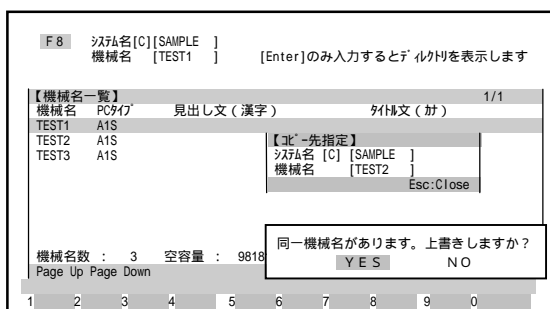 F8 ｼｽﾃﾑ名[C][SAMPLE ]
機械名 [TEST1 ] [Enter]のみ入力するとﾃﾞｨﾚｸﾄﾘを表示します
【機械名一覧】 1/1
機械名 PCﾀｲﾌﾟ 見出し文(漢字) ﾀｲﾄﾙ文(ｶﾅ)
TEST1 A1S
TEST2 A1S
TEST3 A1S
【ｺﾋﾟｰ先指定】
ｼｽﾃﾑ名 [C] [SAMPLE ]
機械名 [TEST2 ]
Esc:Close
機械名数 : 3 空容量 : 9818
Page Up Page Down
同一機械名があります。上書きしますか?
YES NO
1 2 3 4 5 6 7 8 9 0